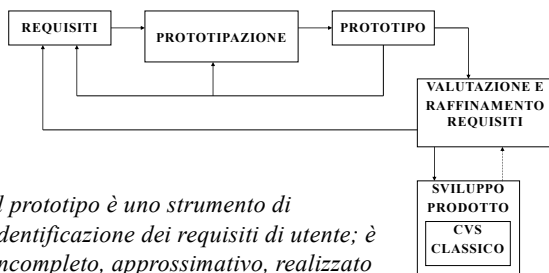 REQUISITI
PROTOTIPAZIONE
PROTOTIPO
VALUTAZIONE E
RAFFINAMENTO
REQUISITI
SVILUPPO
PRODOTTO
CVS
CLASSICO
l prototipo è uno strumento di
dentificazione dei requisiti di utente; è
ncompleto, approssimativo, realizzato